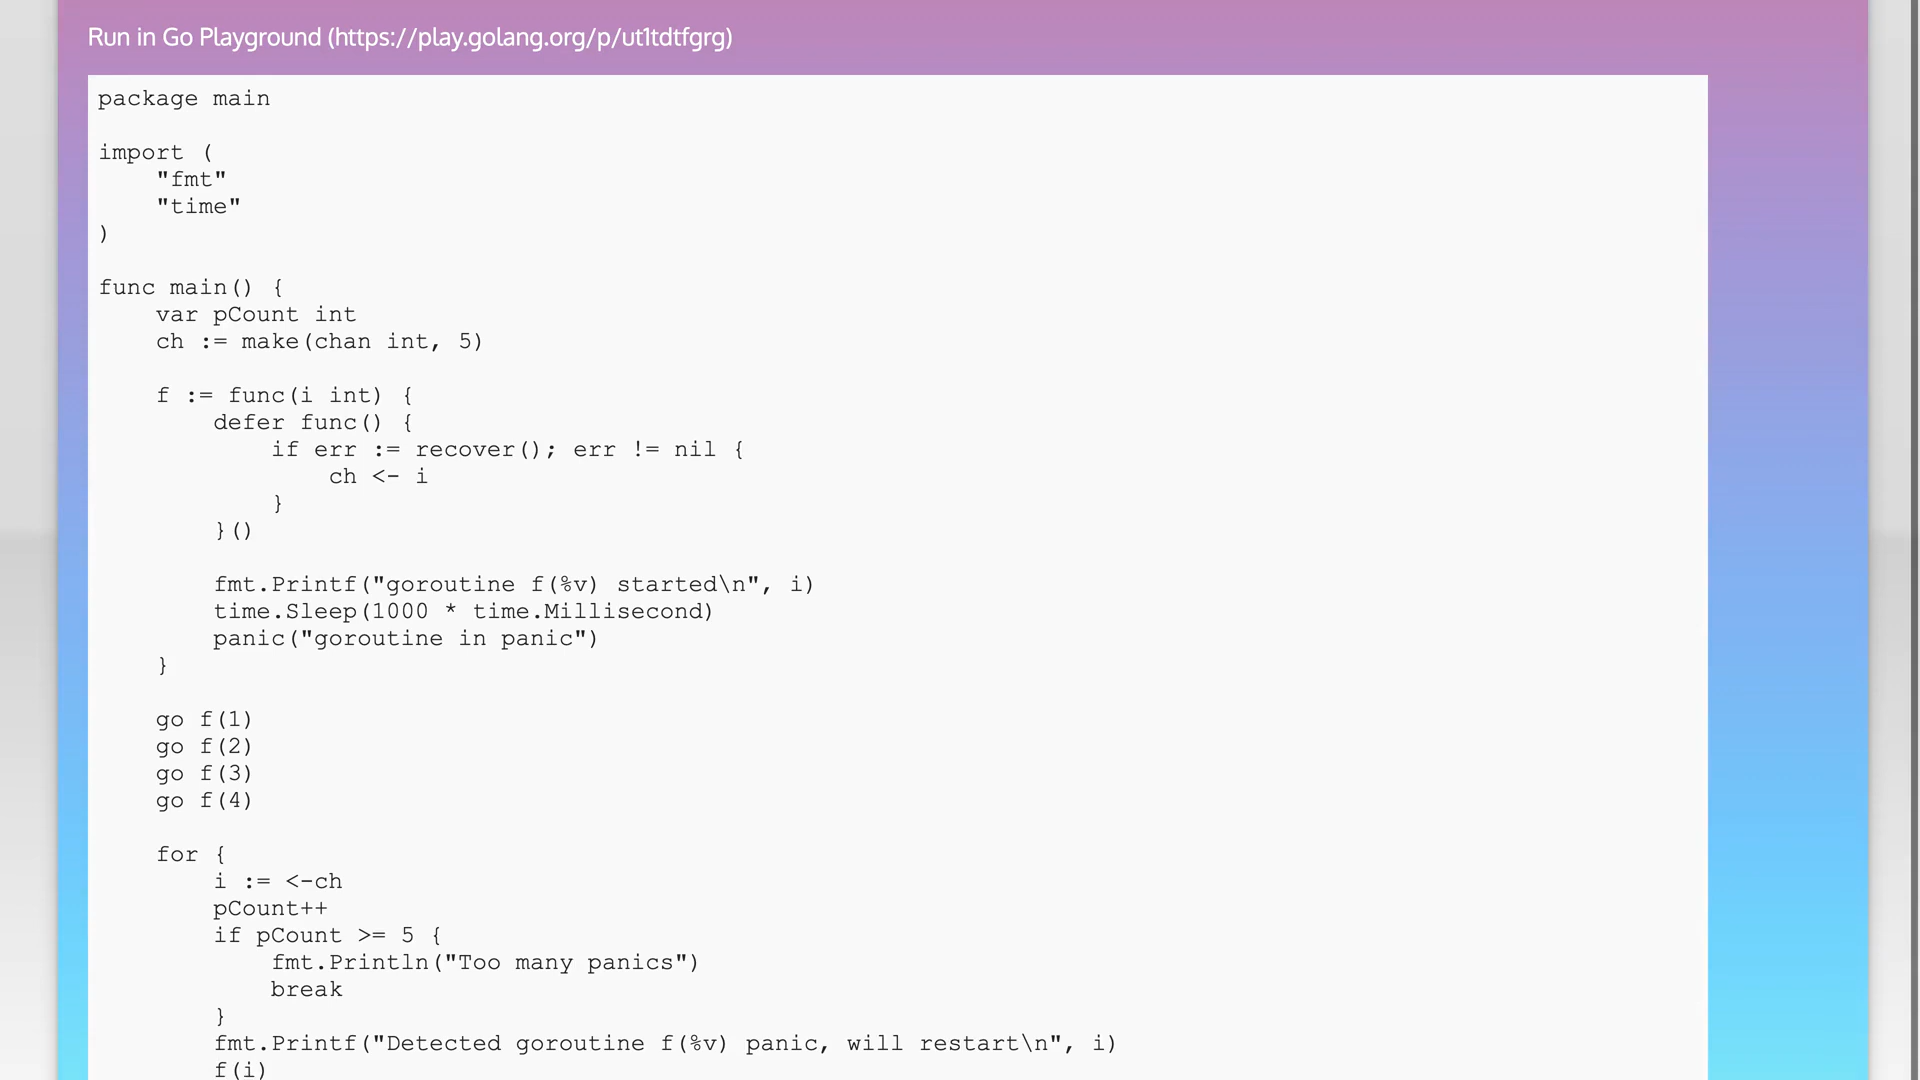 Run in Go Playground (https://play.golang.org/p/ut1tdtfgrg)
package main
import (
"fmt"
"time"
)
func main() {
var pCount int
ch := make(chan int, 5)
f := func(i int) {
defer func() {
if err := recover(); err != nil {
ch <- i
}
}()
fmt.Printf("goroutine f(%v) started\n", i)
time.Sleep(1000 * time.Millisecond)
panic("goroutine in panic")
}
go f(1)
go f(2)
go f(3)
go f(4)
for {
i := <-ch
pCount++
if pCount >= 5 {
fmt.Println("Too many panics")
break
}
fmt.Printf("Detected goroutine f(%v) panic, will restart\n", i)
f(i)